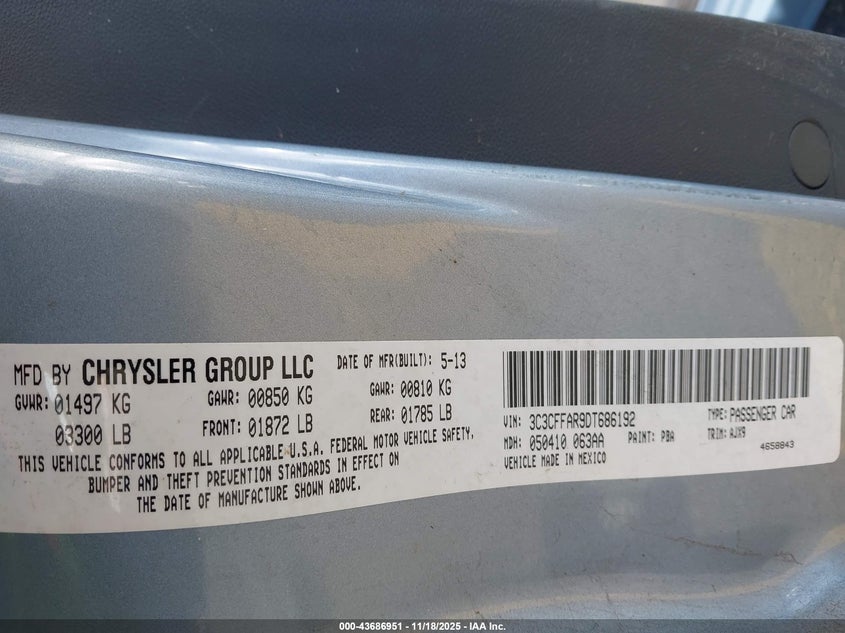 MFD BY CHRYSLER GROUP LLC DATE OF MFR(BUILT): 5-13
GVWR: 01497 KG GAWR: 00850 KG GAWR: 00810 KG
03300 LB FRONT: 01872 LB REAR: 01785 LB
THIS VEHICLE CONFORMS TO ALL APPLICABLE U.S.A. FEDERAL MOTOR VEHICLE SAFETY,
BUMPER AND THEFT PREVENTION STANDARDS IN EFFECT ON
THE DATE OF MANUFACTURE SHOWN ABOVE.
VIN: 3C3CFFAR9DT686192 TYPE: PASSENGER CAR
MDH: 050410 063AA PAINT: PBA TRIM: AJX9
VEHICLE MADE IN MEXICO 4658843
000-43686951 - 11/18/2025 - IAA Inc.